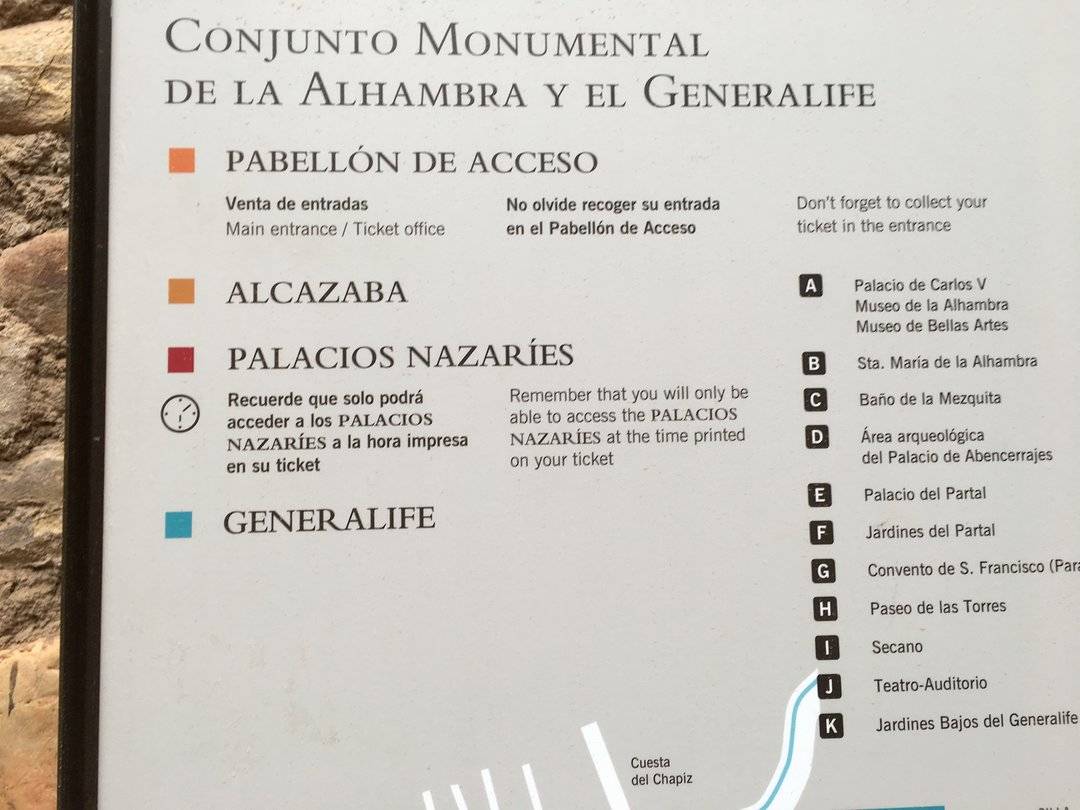 CONJUNTO MONUMENTAL
DE LA ALHAMBRA Y EL GENERALIFE
PABELLÓN DE ACCESO
Venta de entradas
Main entrance / Ticket office
No olvide recoger su entrada
en el Pabellón de Acceso
Don't forget to collect your
ticket in the entrance
ALCAZABA
PALACIOS NAZARÍES
Recuerde que solo podrá
acceder a los PALACIOS
NAZARÍES a la hora impresa
en su ticket
Remember that you will only be
able to access the PALACIOS
NAZARÍES at the time printed
on your ticket
GENERALIFE
A Palacio de Carlos V
Museo de la Alhambra
Museo de Bellas Artes
B Sta. María de la Alhambra
C Baño de la Mezquita
D Área arqueológica
del Palacio de Abencerrajes
E Palacio del Partal
F Jardines del Partal
G Convento de S. Francisco
H Paseo de las Torres
I Secano
J Teatro-Auditorio
K Jardines Bajos del Generalife
Cuesta
del Chapiz